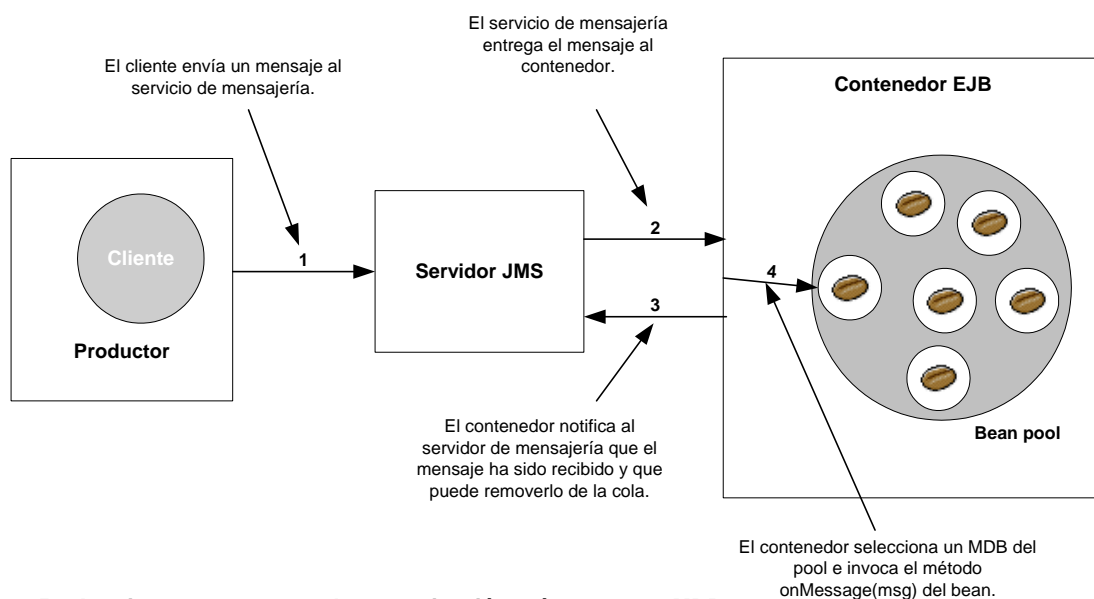 El servicio de mensajería
entrega el mensaje al
contenedor.
El cliente envía un mensaje al
servicio de mensajería.
Contenedor EJB
Cliente
Productor
1
Servidor JMS
2
3
4
Bean pool
El contenedor notifica al
servidor de mensajería que el
mensaje ha sido recibido y que
puede removerlo de la cola.
El contenedor selecciona un MDB del
pool e invoca el método
onMessage(msg) del bean.